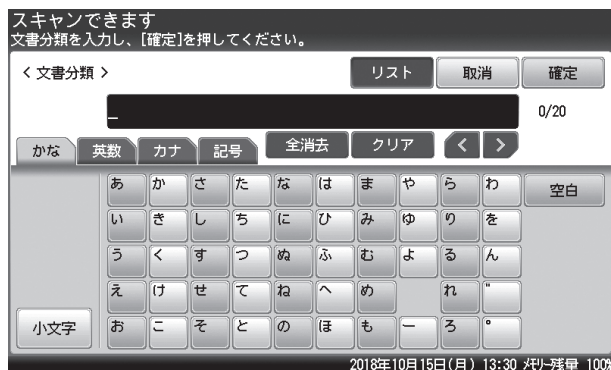 スキャンできます
文書分類を入力し、[確定]を押してください。
< 文書分類 > リスト 取消 確定
_ 0/20
かな 英数 カナ 記号 全消去 クリア < >
あ か さ た な は ま や ら わ 空白
い き し ち に ひ み ゆ り を
う く す つ ぬ ふ む よ る ん
え け せ て ね へ め れ ゛
小文字 お こ そ と の ほ も ー ろ ゜
2018年10月15日(月) 13:30 メモリー残量 100%